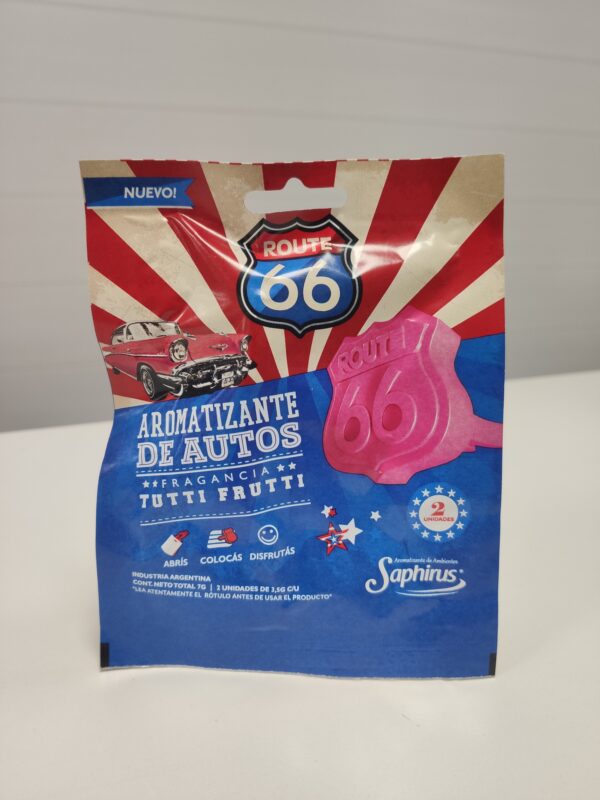 NUEVO!
ROUTE
66
ROUTE
66
AROMATIZANTE
DE AUTOS
FRAGANCIA
TUTTI FRUTTI
2
UNIDADES
ABRÍS COLOCÁS DISFRUTÁS
Aromatizante de Ambientes
Saphirus®
INDUSTRIA ARGENTINA
CONT. NETO TOTAL 7G | 2 UNIDADES DE 3,5G C/U
*LEA ATENTAMENTE EL RÓTULO ANTES DE USAR EL PRODUCTO*